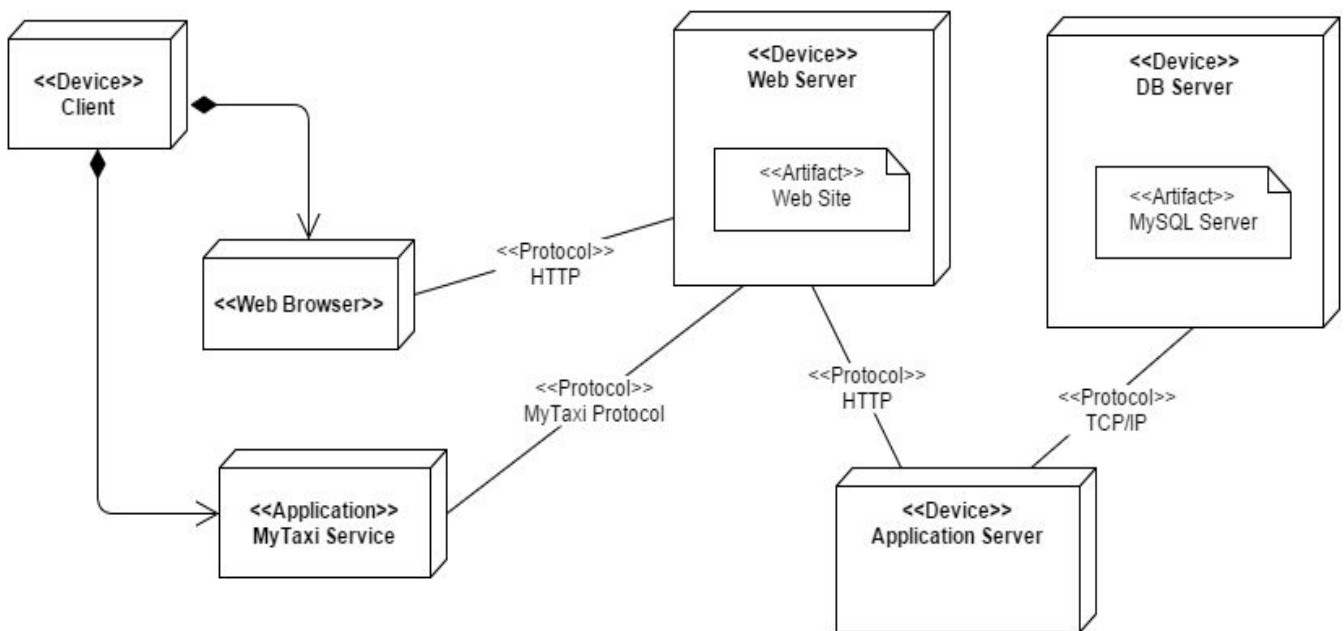 <<Device>>
Client
<<Device>>
Web Server
<<Artifact>>
Web Site
<<Device>>
DB Server
<<Artifact>>
MySQL Server
<<Protocol>>
HTTP
<<Web Browser>>
<<Protocol>>
MyTaxi Protocol
<<Protocol>>
HTTP
<<Protocol>>
TCP/IP
<<Application>>
MyTaxi Service
<<Device>>
Application Server